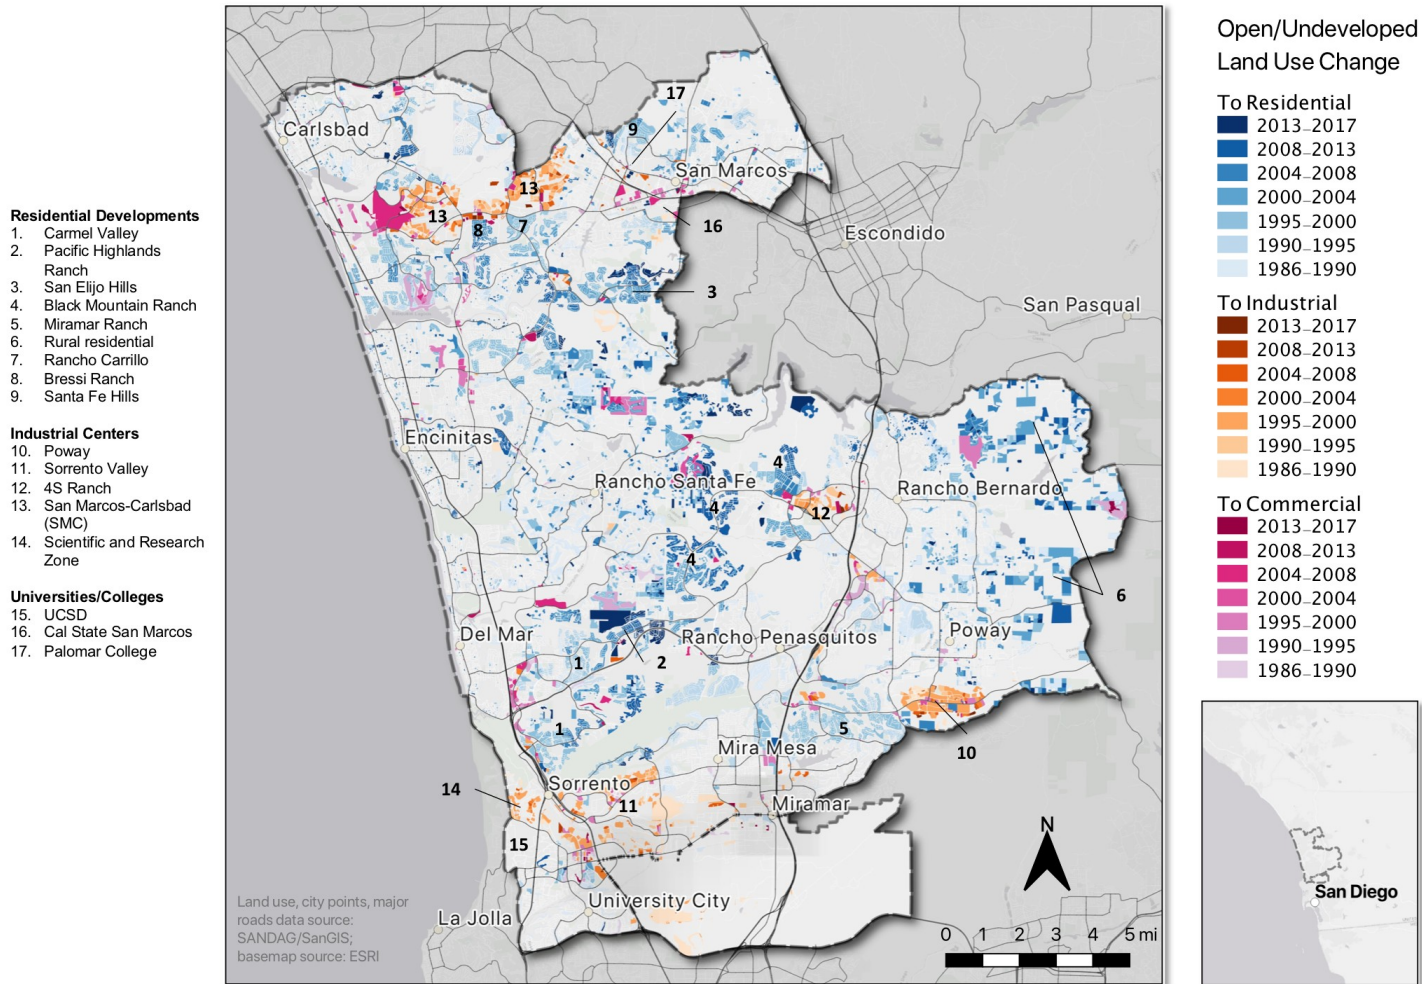 Residential Developments
1. Carmel Valley
2. Pacific Highlands
Ranch
3. San Elijo Hills
4. Black Mountain Ranch
5. Miramar Ranch
6. Rural residential
7. Rancho Carrillo
8. Bressi Ranch
9. Santa Fe Hills
Industrial Centers
10. Poway
11. Sorrento Valley
12. 4S Ranch
13. San Marcos-Carlsbad
(SMC)
14. Scientific and Research
Zone
Universities/Colleges
15. UCSD
16. Cal State San Marcos
17. Palomar College
17
Carlsbad
9
San Marcos
13
13
8
7
16
Escondido
3
San Pasqual
Encinitas
4
Rancho Santa Fe
Rancho Bernardo
4
12
4
6
Del Mar
Rancho Penasquitos
Poway
1
2
1
5
Mira Mesa
10
14
Sorrento
11
Miramar
15
N
University City
La Jolla
Land use, city points, major
roads data source:
SANDAG/SanGIS;
basemap source: ESRI
0 1 2 3 4 5 mi
Open/Undeveloped
Land Use Change
To Residential
2013-2017
2008-2013
2004-2008
2000-2004
1995-2000
1990-1995
1986-1990
To Industrial
2013-2017
2008-2013
2004-2008
2000-2004
1995-2000
1990-1995
1986-1990
To Commercial
2013-2017
2008-2013
2004-2008
2000-2004
1995-2000
1990-1995
1986-1990
San Diego